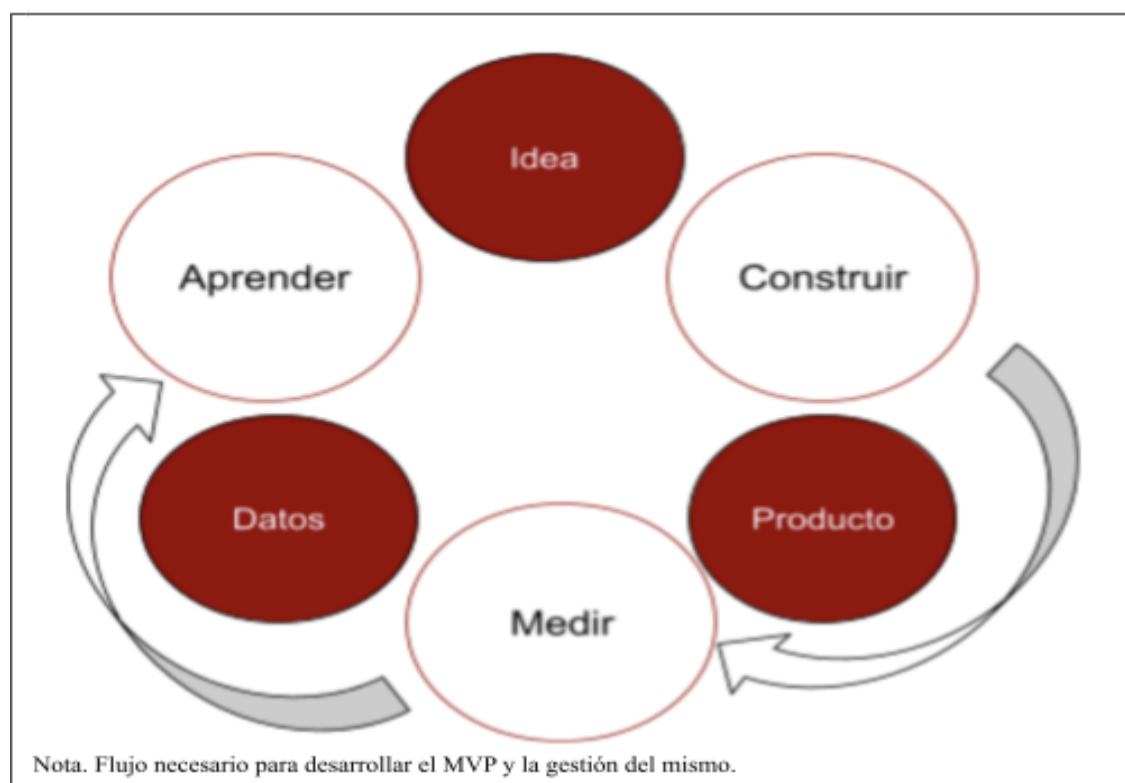 Idea
Aprender
Construir
Datos
Producto
Medir
Nota. Flujo necesario para desarrollar el MVP y la gestión del mismo.